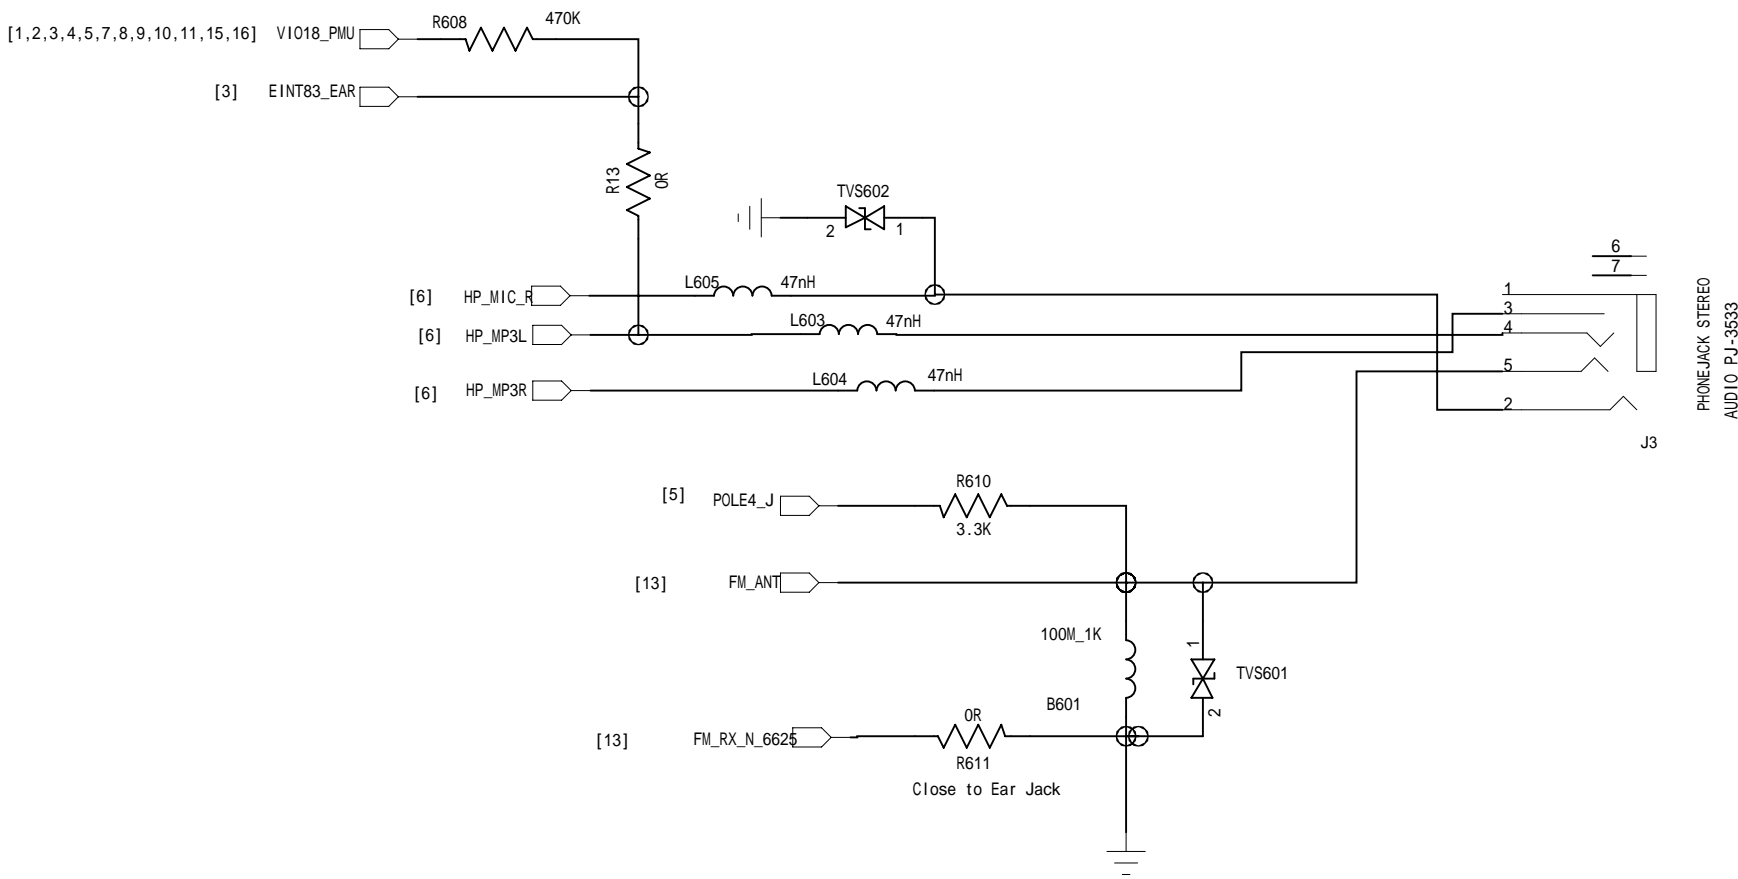 R608 470K
[1,2,3,4,5,7,8,9,10,11,15,16] VIO18_PMU
[3] EINT83_EAR
R13
0R
TVS602
2 1
6
7
L605 47nH
[6] HP_MIC_R
1
3
L603 47nH
[6] HP_MP3L
4
5
L604 47nH
[6] HP_MP3R
2
J3
PHONEJACK STEREO
AUDIO PJ-3533
R610
[5] POLE4_J
3.3K
[13] FM_ANT
100M_1K
1
TVS601
B601
2
0R
[13] FM_RX_N_6625
R611
Close to Ear Jack